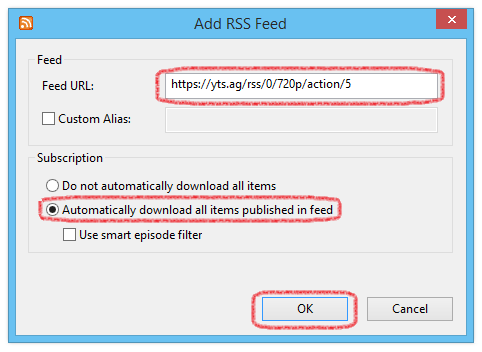 Add RSS Feed
Feed
Feed URL: https://yts.ag/rss/0/720p/action/5
Custom Alias:
Subscription
Do not automatically download all items
Automatically download all items published in feed
Use smart episode filter
OK Cancel